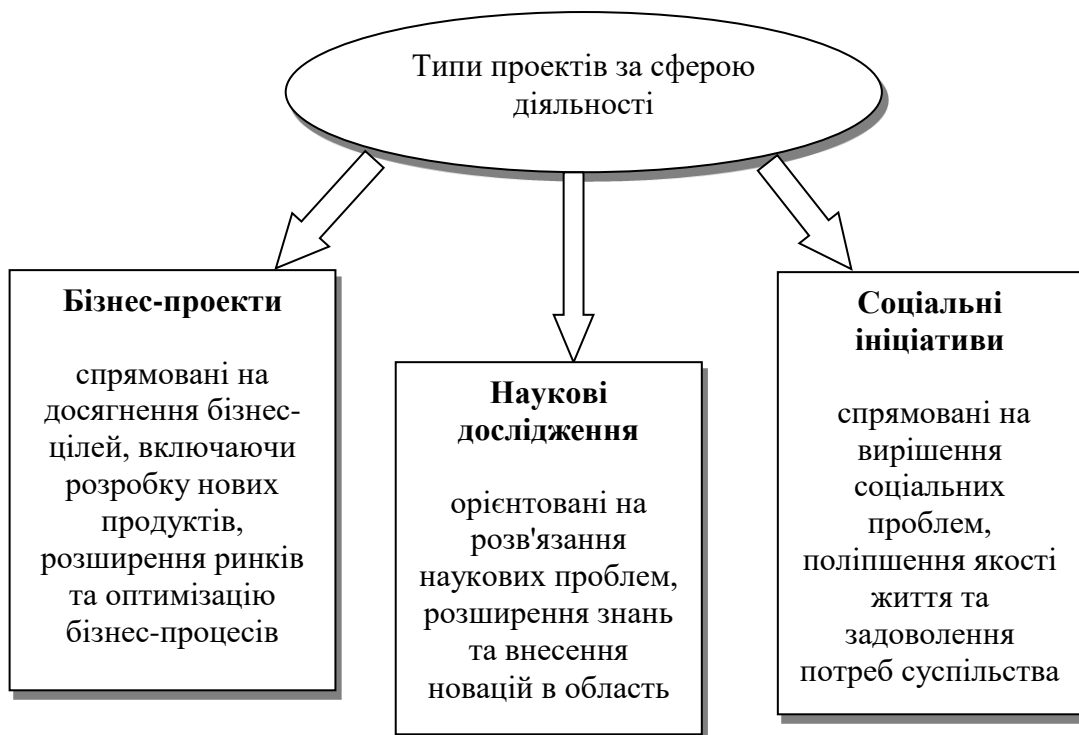 Типи проектів за сферою
діяльності
Бізнес-проекти
спрямовані на
досягнення бізнес-
цілей, включаючи
розробку нових
продуктів,
розширення ринків
та оптимізацію
бізнес-процесів
Наукові
дослідження
орієнтовані на
розв'язання
наукових проблем,
розширення знань
та внесення
новацій в область
Соціальні
ініціативи
спрямовані на
вирішення
соціальних
проблем,
поліпшення якості
життя та
задоволення
потреб суспільства